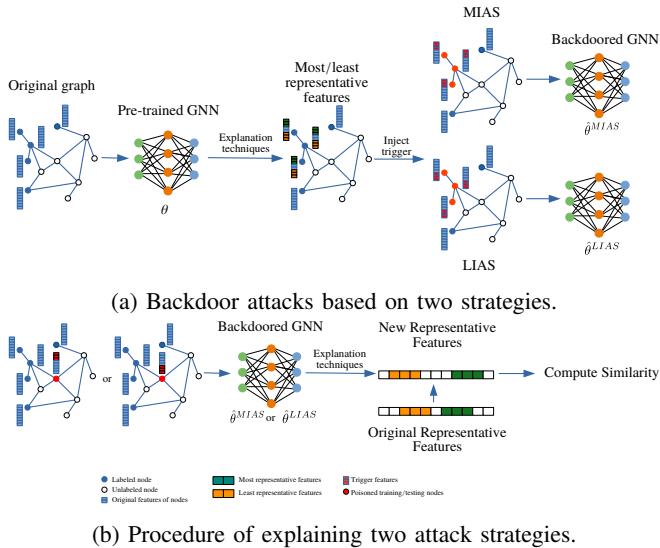 MIAS
Original graph
Most/least
representative
features
Backdoored GNN
Pre-trained GNN
Explanation
techniques
Inject
trigger
θ
θ̂^{MIAS}
θ̂^{LIAS}
LIAS
(a) Backdoor attacks based on two strategies.
Backdoored GNN
New Representative
Features
Explanation
techniques
or
Compute Similarity
θ̂^{MIAS} or θ̂^{LIAS}
Original Representative
Features
Labeled node
Unlabeled node
Original features of nodes
Most representative features
Least representative features
Trigger features
Poisoned training/testing nodes
(b) Procedure of explaining two attack strategies.